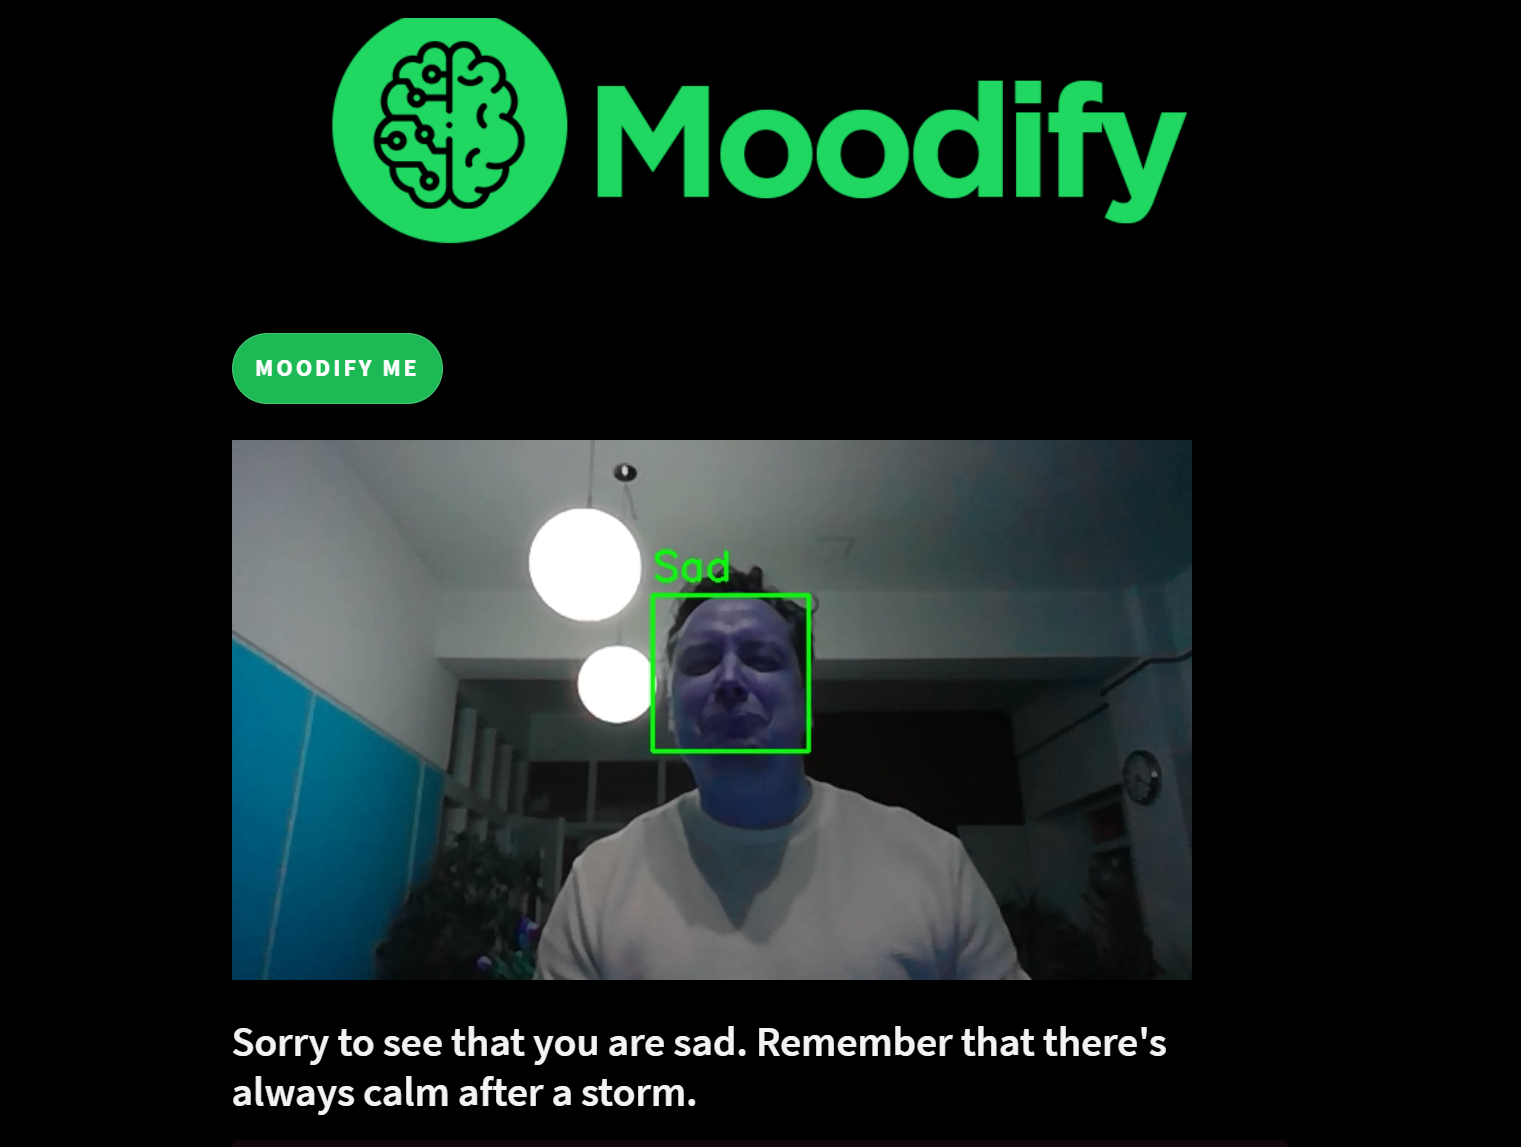 Moodify
MOODIFY ME
Sad
Sorry to see that you are sad. Remember that there's
always calm after a storm.